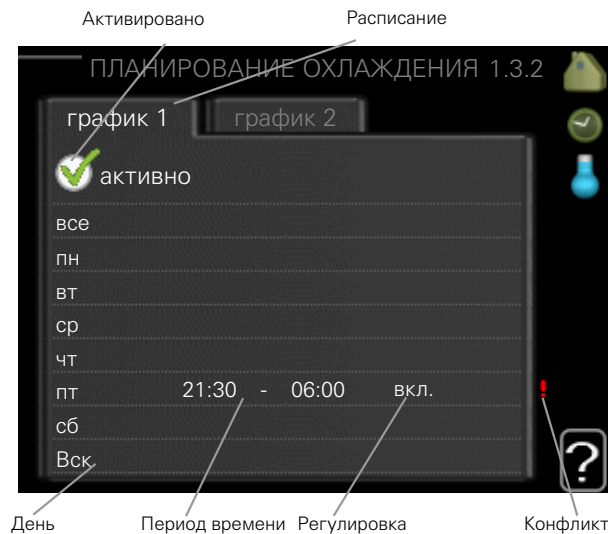 Активировано Расписание
ПЛАНИРОВАНИЕ ОХЛАЖДЕНИЯ 1.3.2
график 1 график 2
активно
все
пн
вт
ср
чт
пт 21:30 - 06:00 вкл. !
сб
Вск
?
День Период времени Регулировка Конфликт